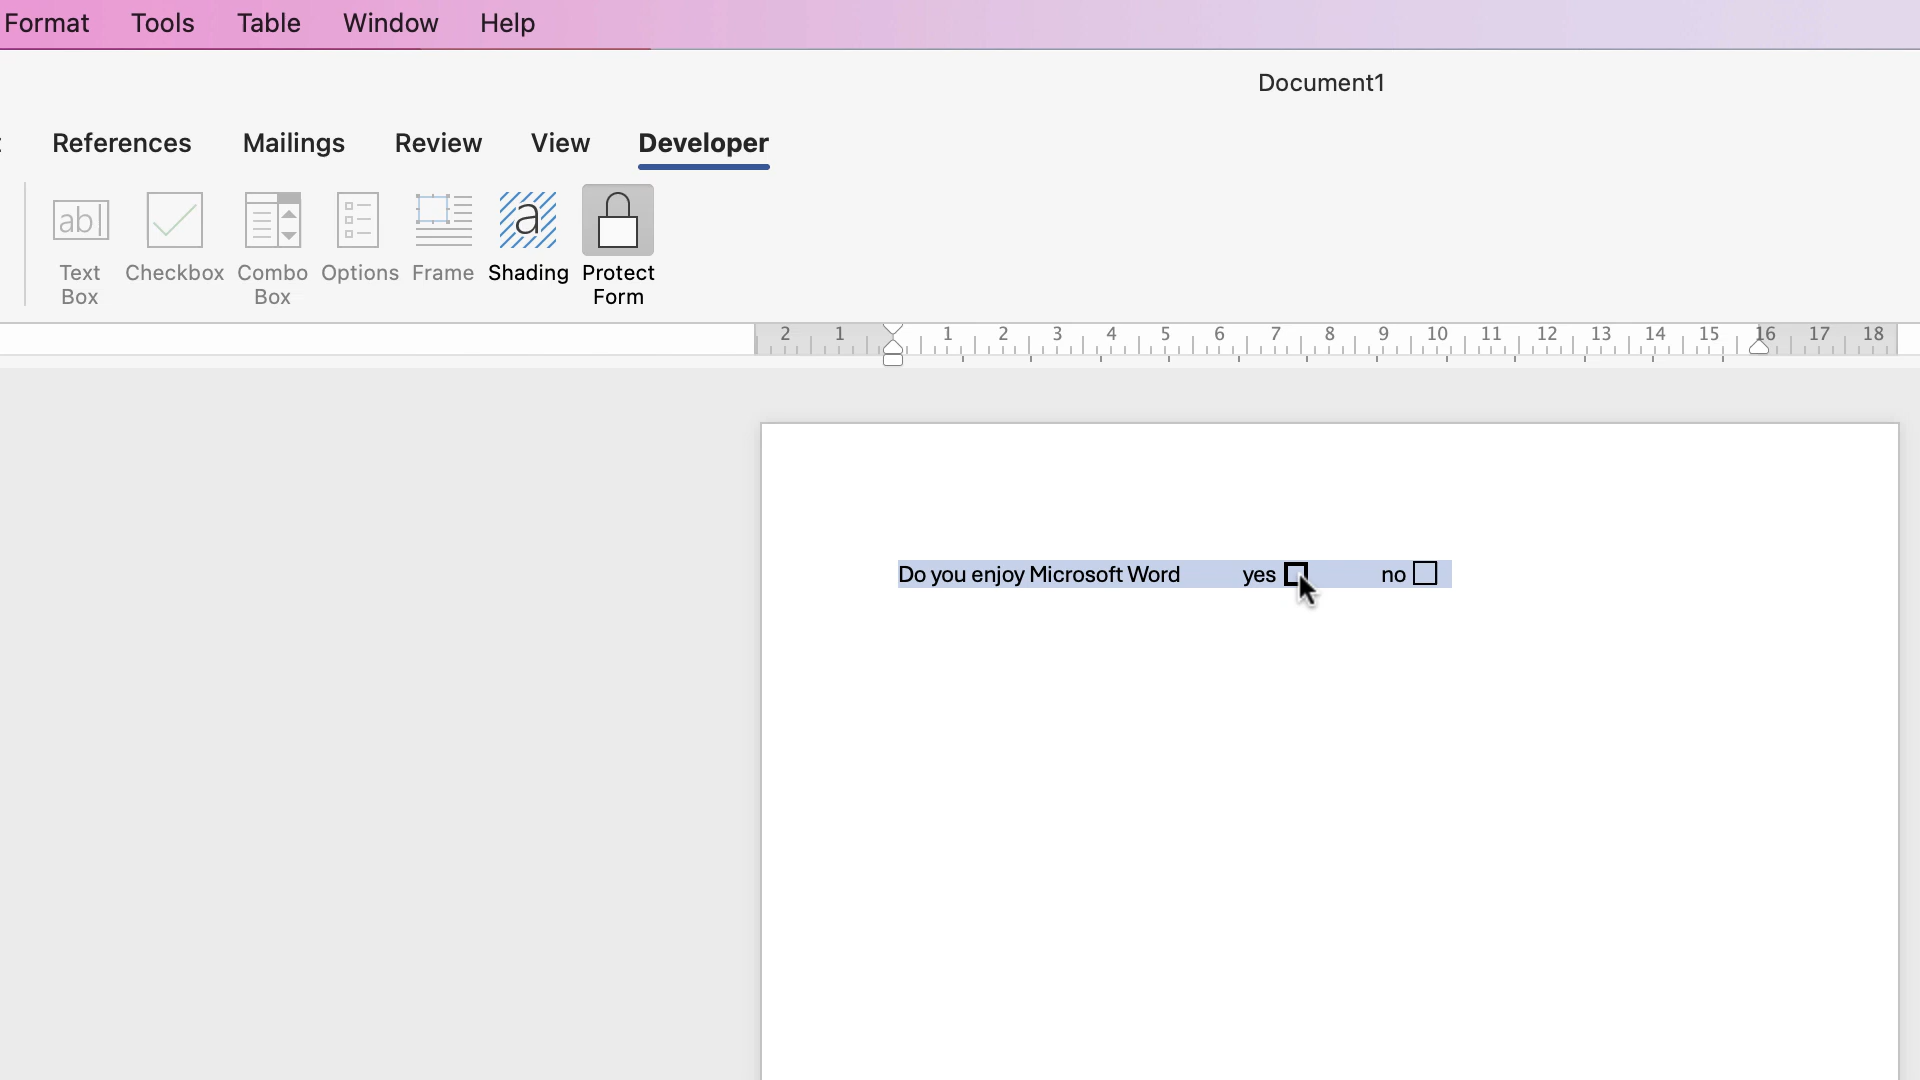 Format Tools Table Window Help
Document1
References Mailings Review View Developer
ab
a
Text Box Checkbox Combo Box Options Frame Shading Protect Form
2 1 1 2 3 4 5 6 7 8 9 10 11 12 13 14 15 16 17 18
Do you enjoy Microsoft Word yes no